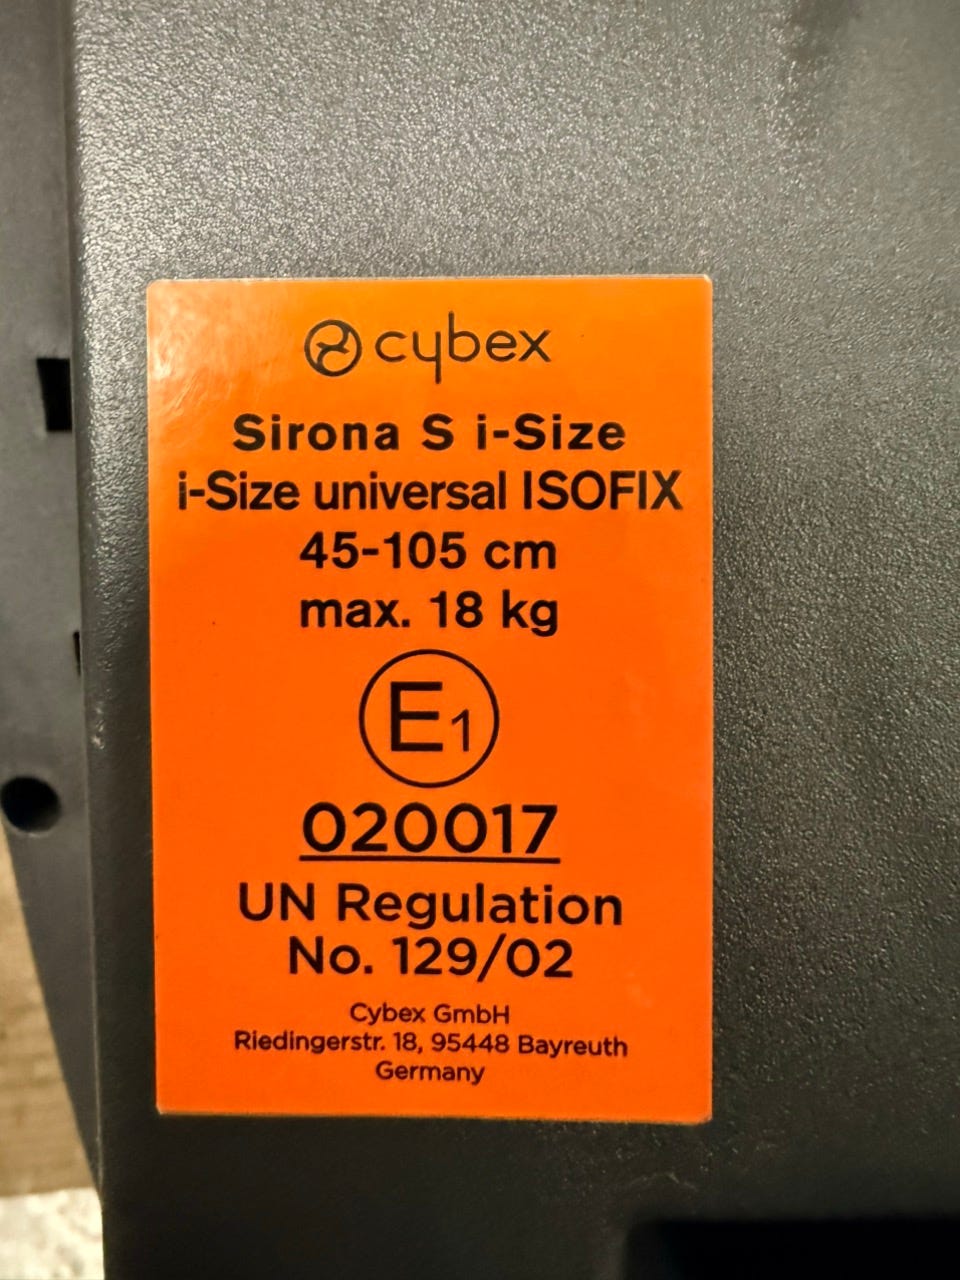 cybex
Sirona S i-Size
i-Size universal ISOFIX
45-105 cm
max. 18 kg
E1
020017
UN Regulation
No. 129/02
Cybex GmbH
Riedingerstr. 18, 95448 Bayreuth
Germany